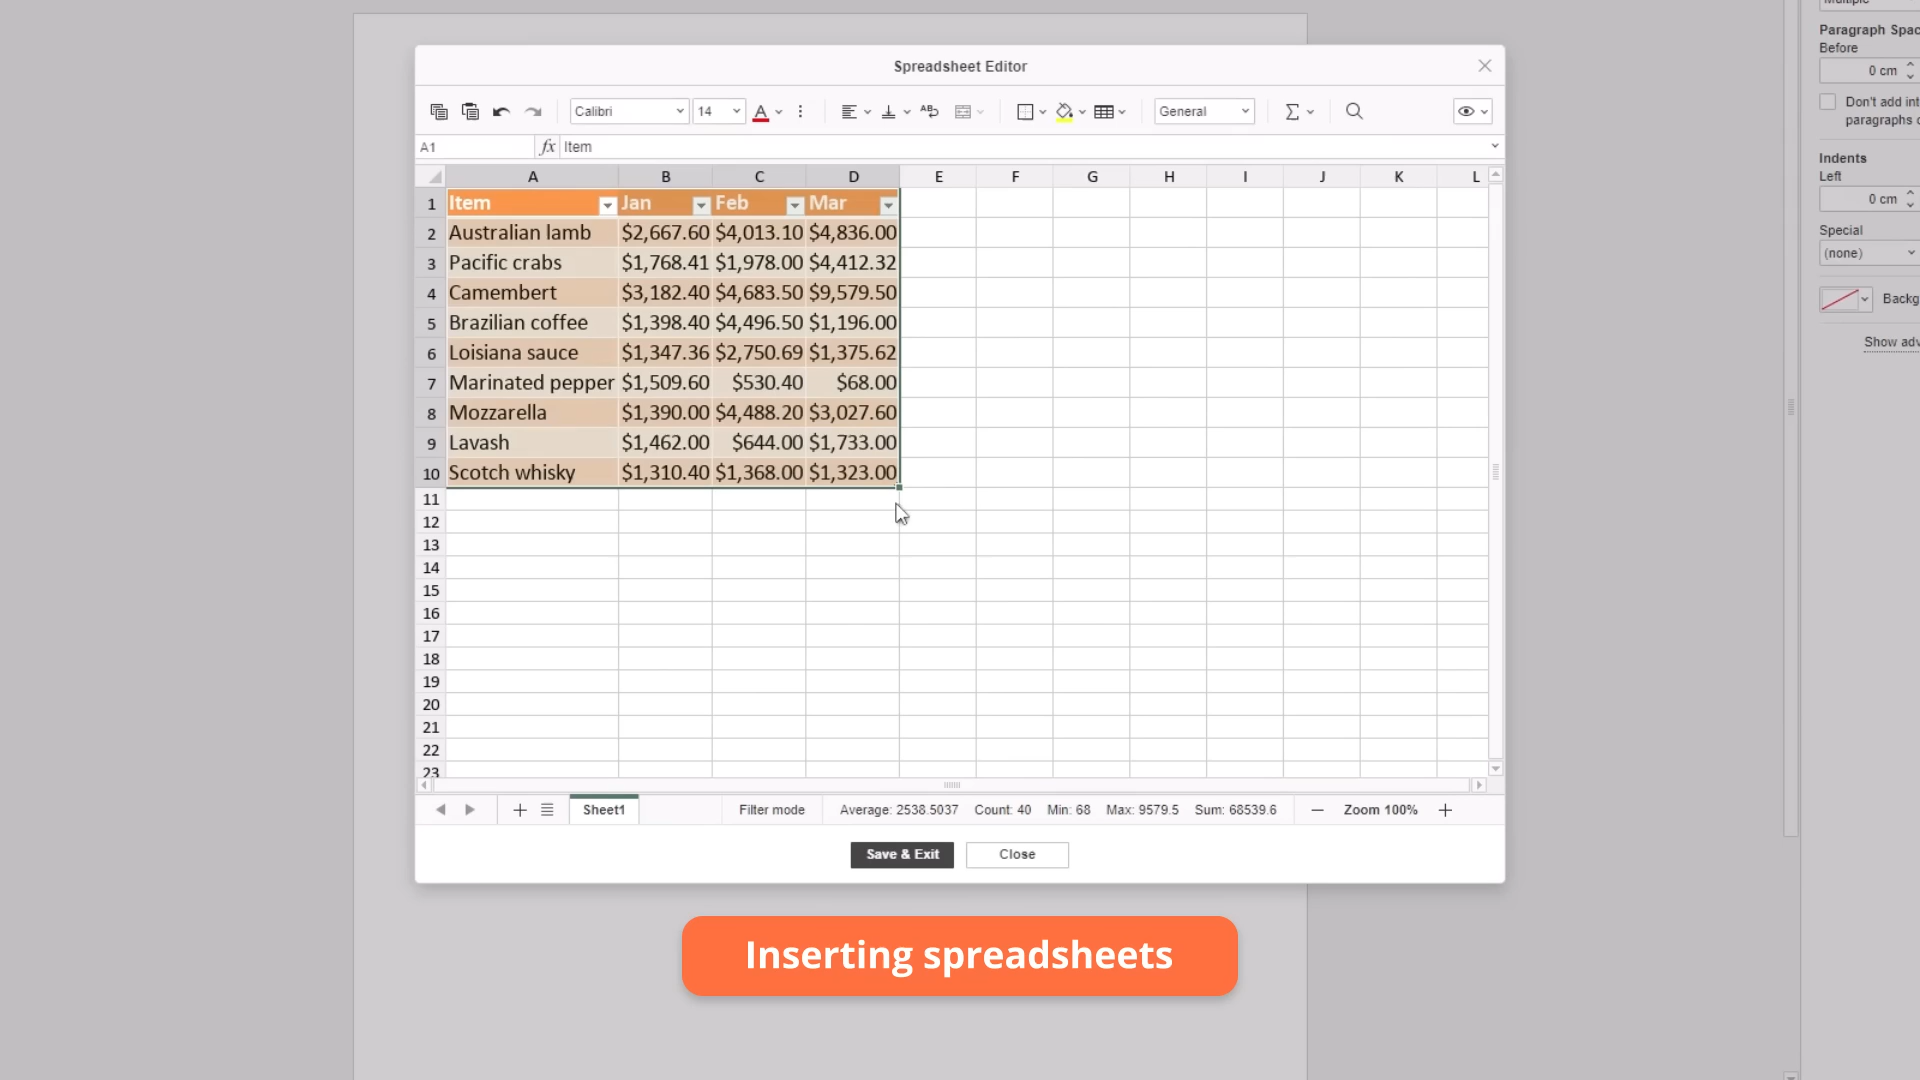 Multiple
Spreadsheet Editor
Paragraph Spac
Before
0 cm
Calibri 14 A General
Don't add int
paragraphs o
A1 fx Item
Indents
Left
A B C D E F G H I J K L
0 cm
1 Item Jan Feb Mar
2 Australian lamb $2,667.60 $4,013.10 $4,836.00
Special
(none)
3 Pacific crabs $1,768.41 $1,978.00 $4,412.32
4 Camembert $3,182.40 $4,683.50 $9,579.50
Backg
5 Brazilian coffee $1,398.40 $4,496.50 $1,196.00
Show adv
6 Loisiana sauce $1,347.36 $2,750.69 $1,375.62
7 Marinated pepper $1,509.60 $530.40 $68.00
8 Mozzarella $1,390.00 $4,488.20 $3,027.60
9 Lavash $1,462.00 $644.00 $1,733.00
10 Scotch whisky $1,310.40 $1,368.00 $1,323.00
11
12
13
14
15
16
17
18
19
20
21
22
23
Sheet1 Filter mode Average: 2538.5037 Count: 40 Min: 68 Max: 9579.5 Sum: 68539.6 Zoom 100%
Save & Exit Close
Inserting spreadsheets